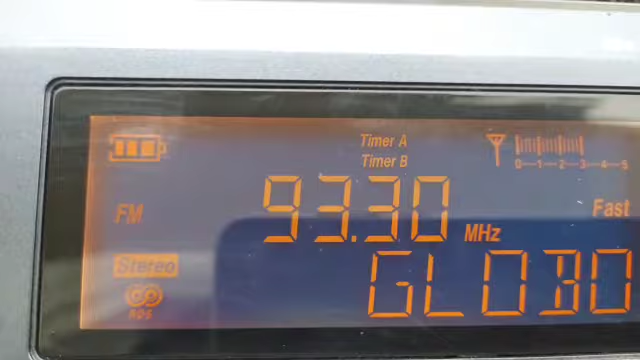 Timer A
Timer B
0 1 2 3 4 5
FM 93.30 MHz Fast
Stereo GLOBO
RDS